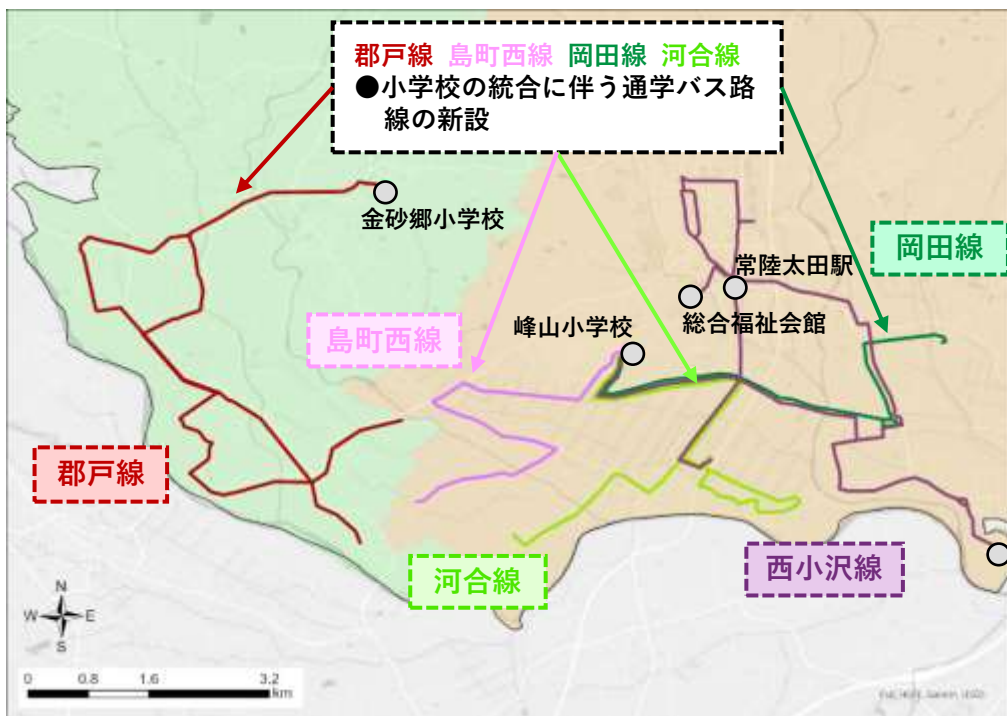 郡戸線 島町西線 岡田線 河合線
●小学校の統合に伴う通学バス路
線の新設
金砂郷小学校
岡田線
常陸太田駅
総合福祉会館
峰山小学校
島町西線
郡戸線
河合線
西小沢線
N
W E
S
0 0.8 1.6 3.2
km